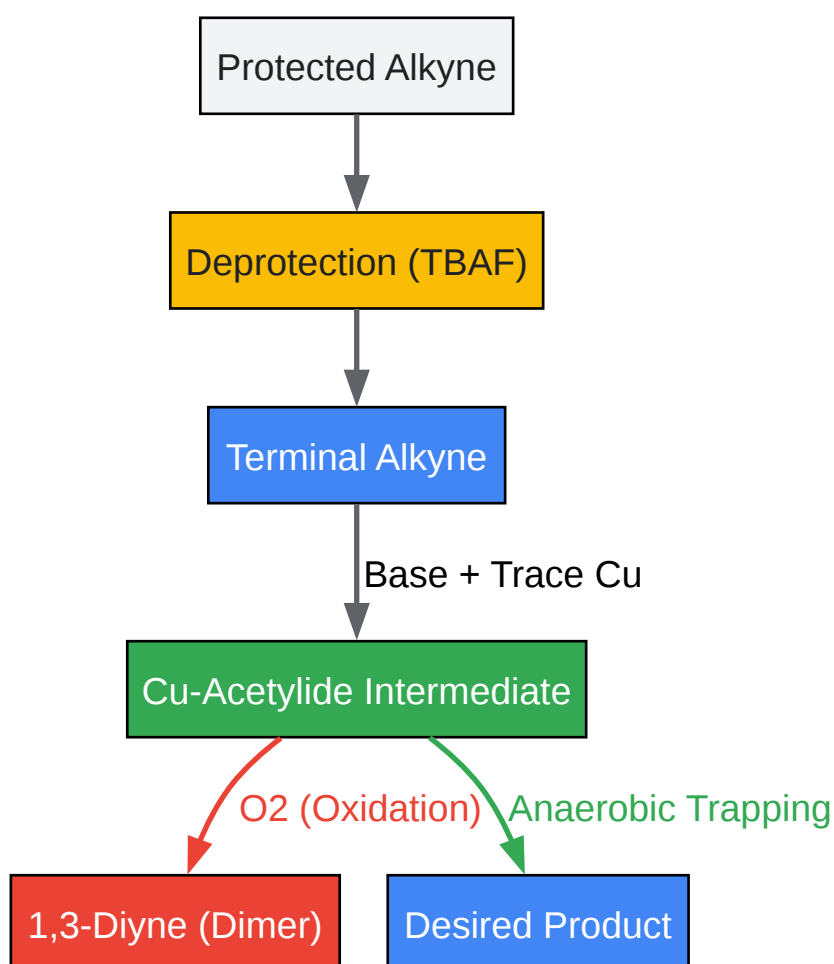 Protected Alkyne
Deprotection (TBAF)
Terminal Alkyne
Base + Trace Cu
Cu-Acetylide Intermediate
O2 (Oxidation)
Anaerobic Trapping
1,3-Diyne (Dimer)
Desired Product